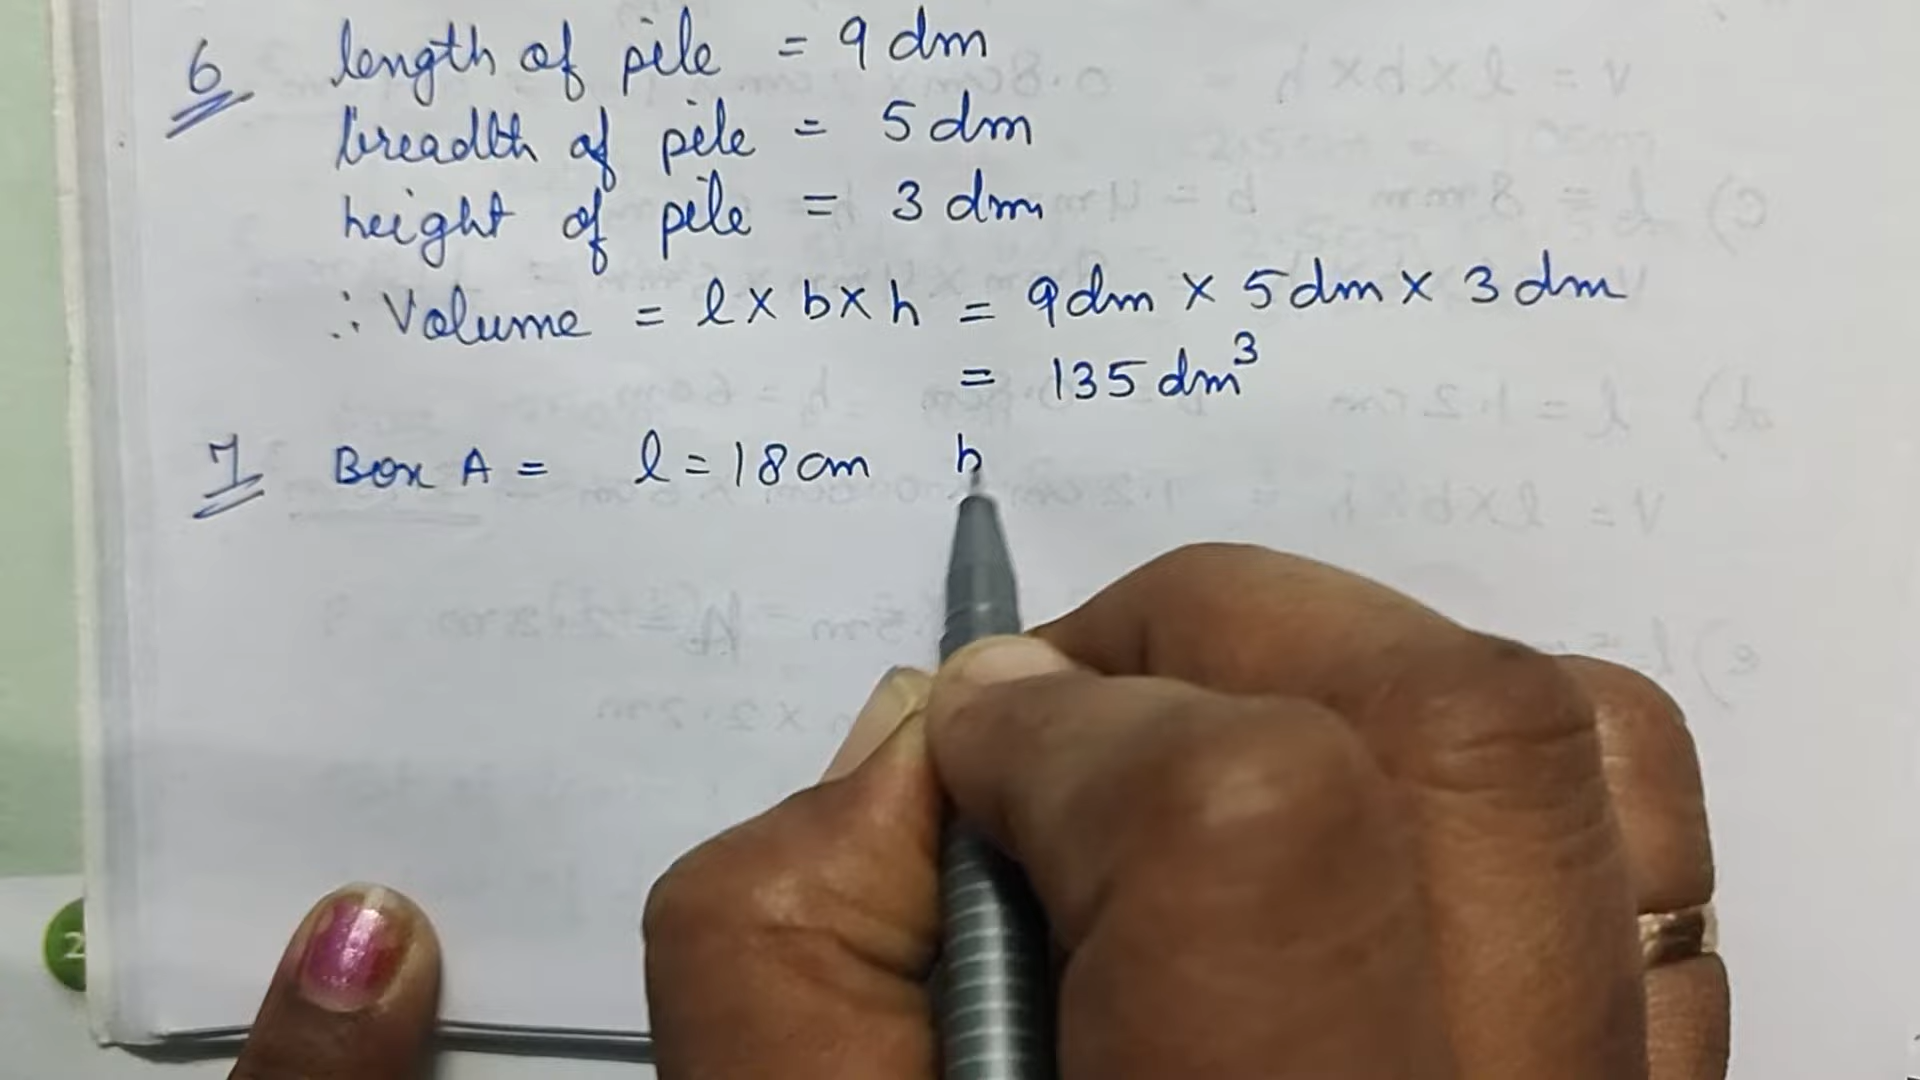 6 length of pile = 9 dm
breadth of pile = 5 dm
height of pile = 3 dm
∴ Volume = l × b × h = 9 dm × 5 dm × 3 dm
= 135 dm³
7 Box A = l = 18 cm b
2